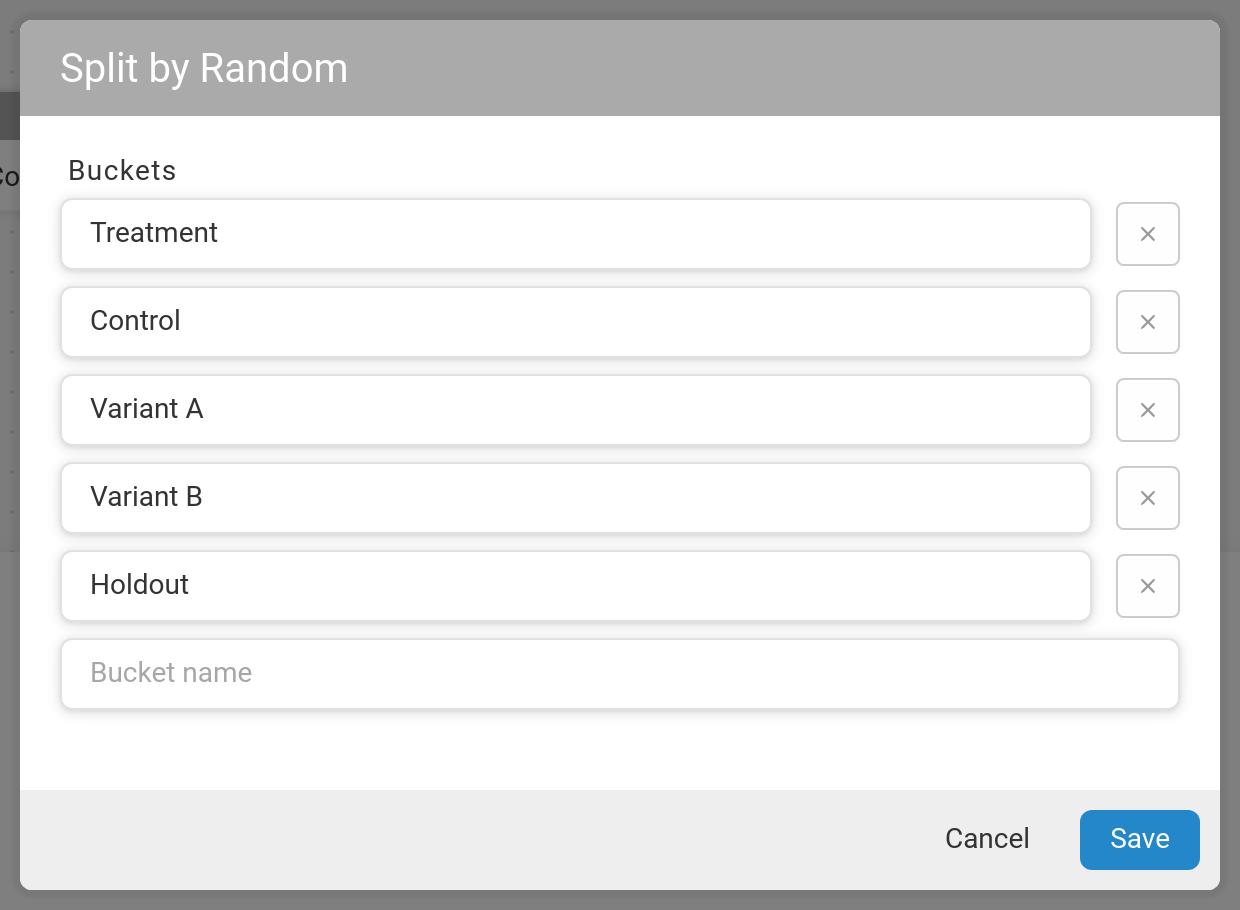 Split by Random
Buckets
Treatment
Control
Variant A
Variant B
Holdout
Bucket name
Cancel
Save